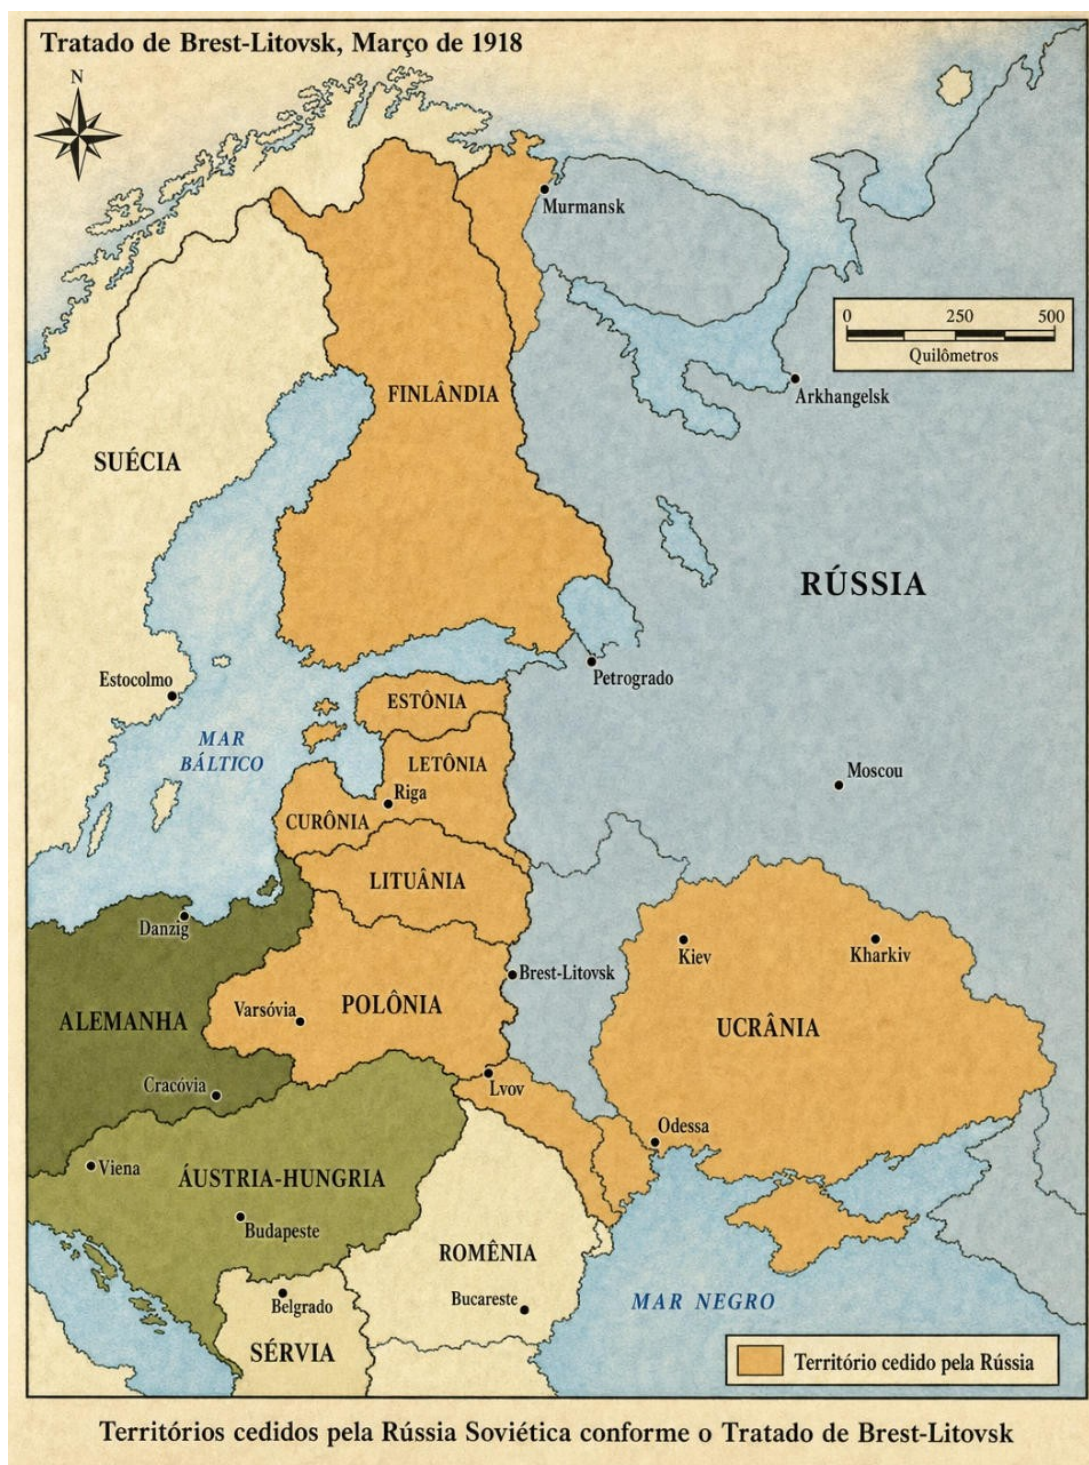 Tratado de Brest-Litovsk, Março de 1918
N
Murmansk
0 250 500
Quilômetros
Arkhangelsk
FINLÂNDIA
SUÉCIA
RÚSSIA
Petrogrado
Estocolmo
ESTÔNIA
MAR
BÁLTICO
LETÔNIA
Moscou
Riga
CURÔNIA
LITUÂNIA
Danzig
Kiev
Kharkiv
Brest-Litovsk
Varsóvia
POLÔNIA
ALEMANHA
UCRÂNIA
Cracóvia
Lvov
Odessa
Viena
ÁUSTRIA-HUNGRIA
Budapeste
ROMÊNIA
Bucareste
MAR NEGRO
Belgrado
SÉRVIA
Território cedido pela Rússia
Territórios cedidos pela Rússia Soviética conforme o Tratado de Brest-Litovsk